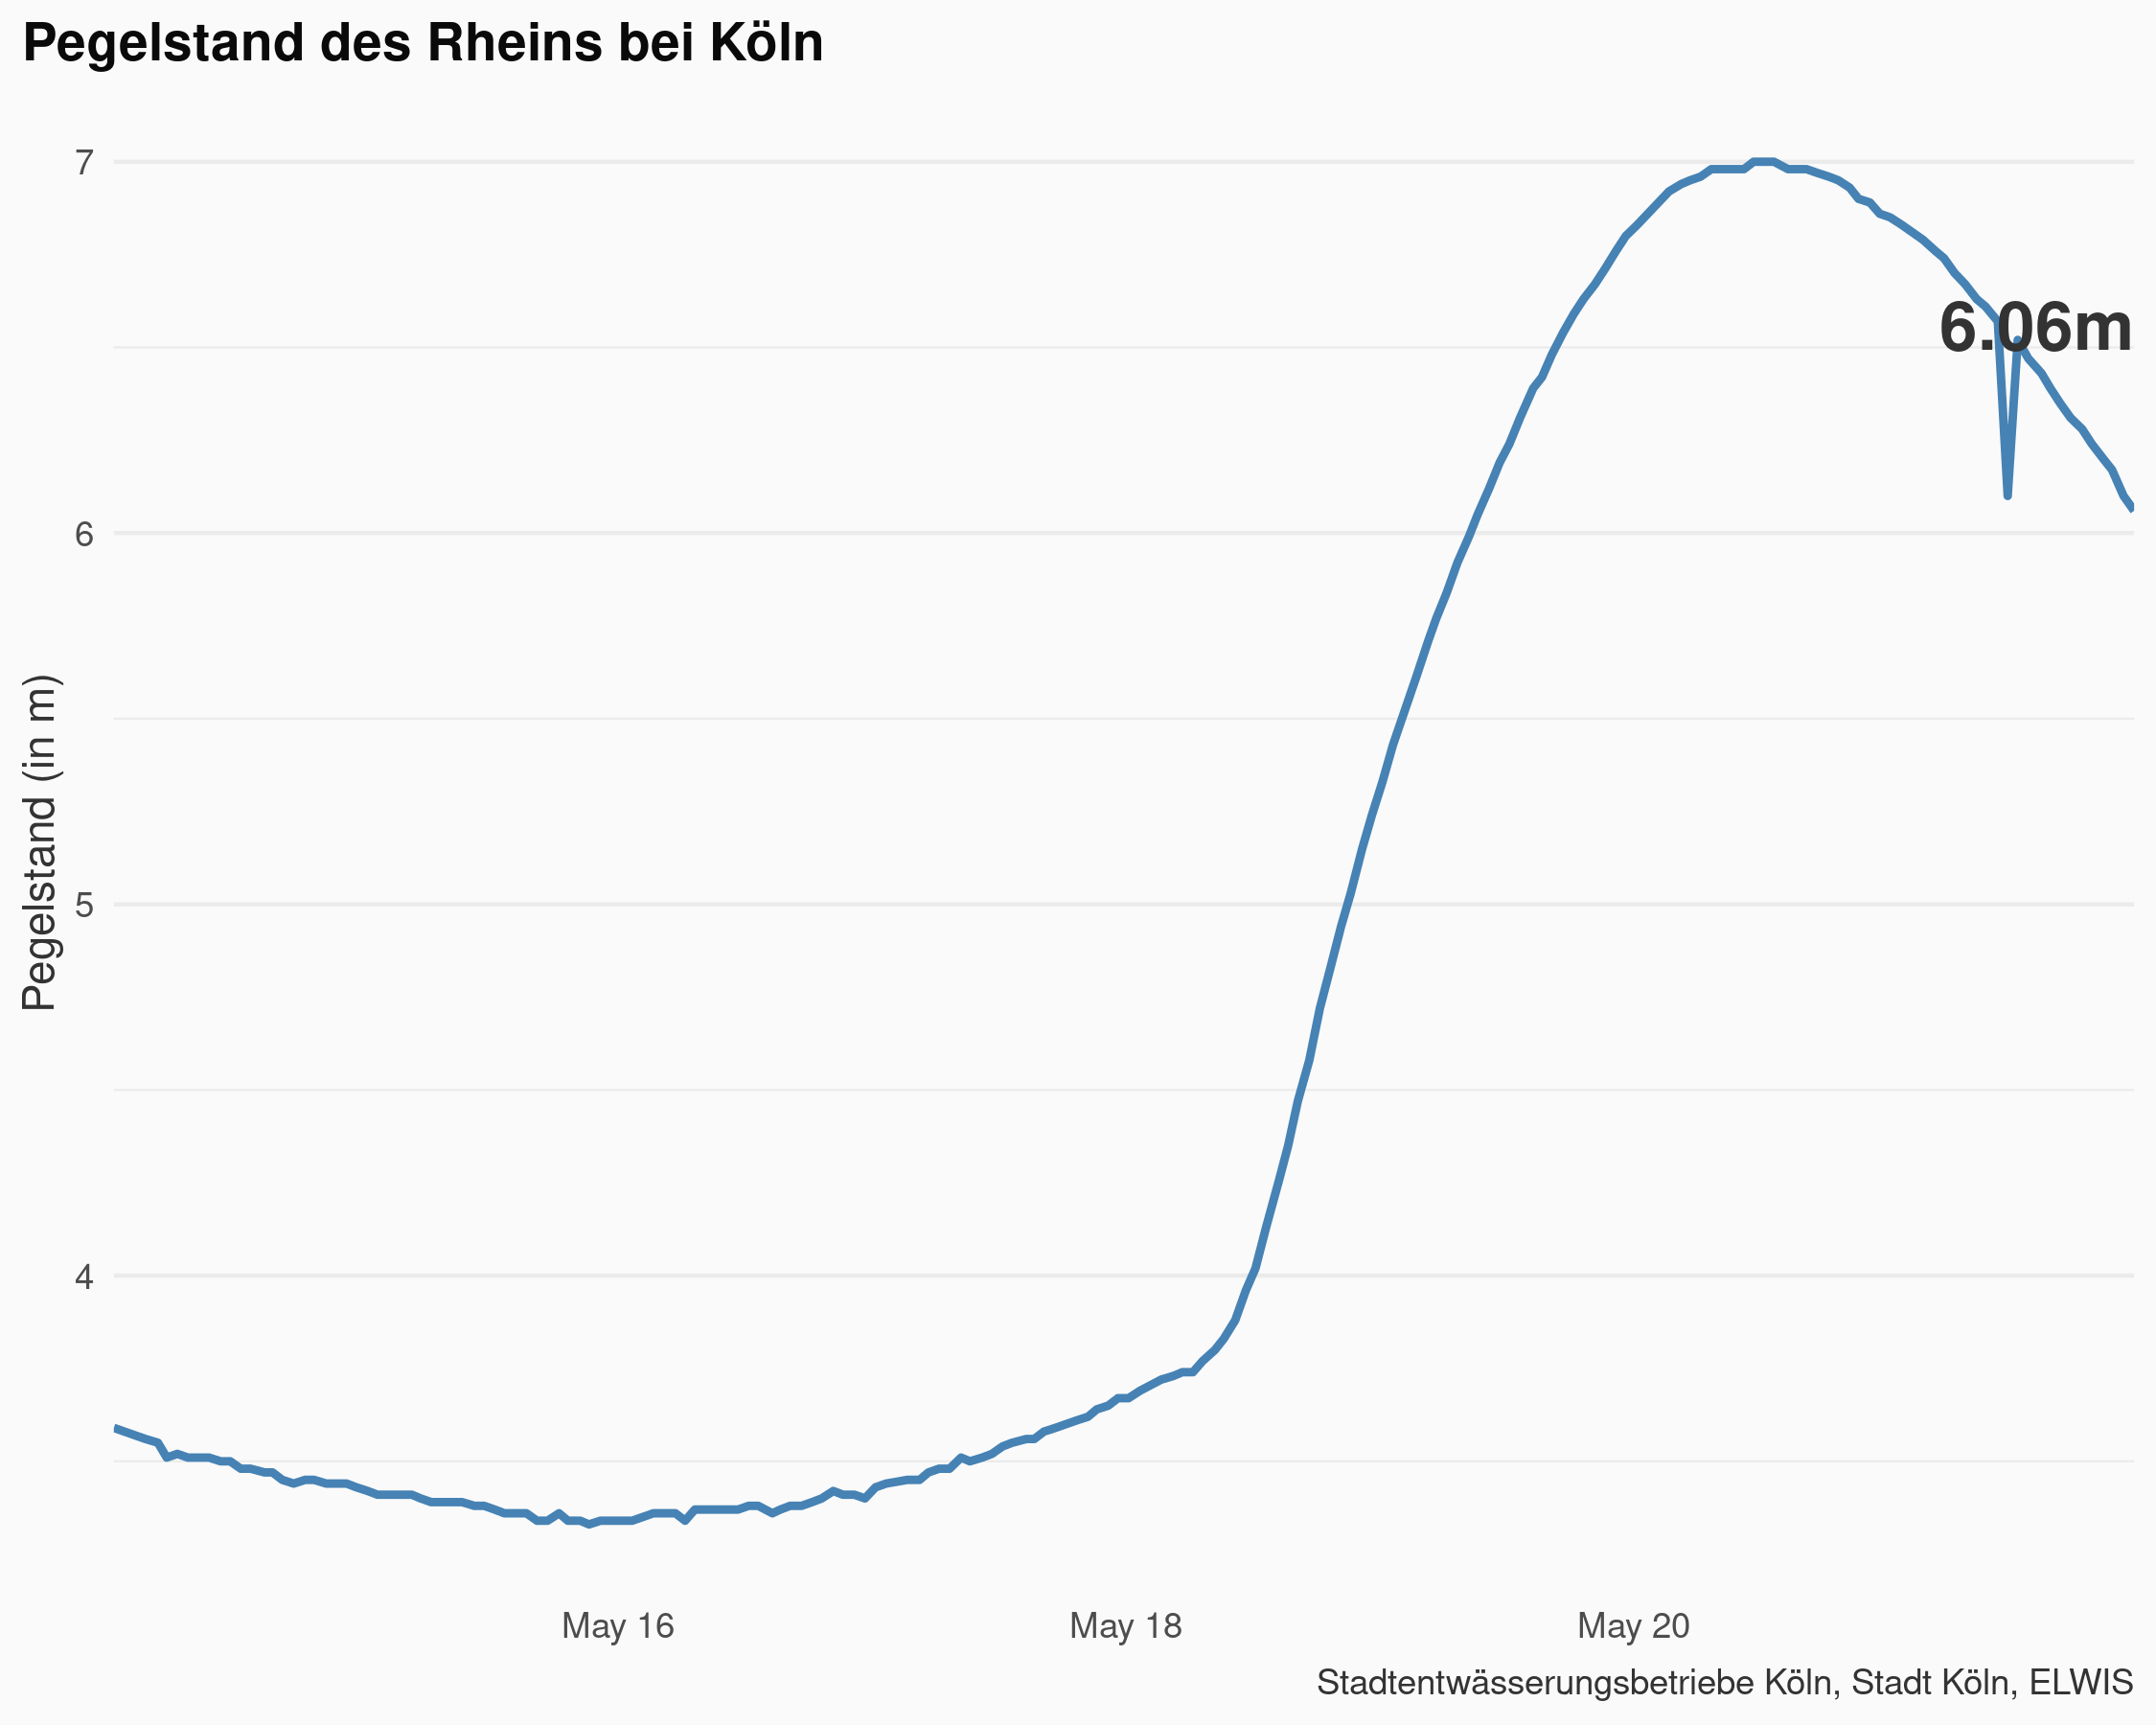 Pegelstand des Rheins bei Köln
Pegelstand (in m)
7
6
5
4
6.06m
May 16
May 18
May 20
Stadtentwässerungsbetriebe Köln, Stadt Köln, ELWIS